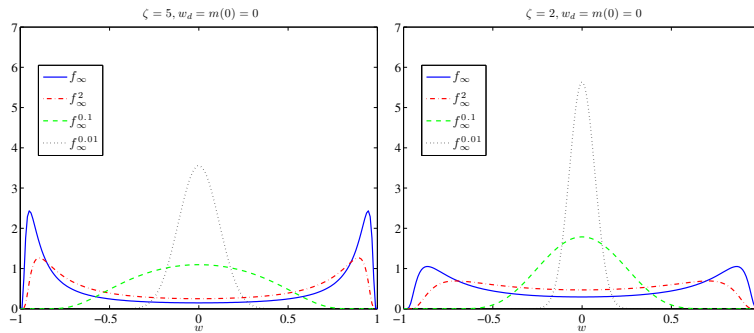 ζ = 5, w_d = m(0) = 0
7
6
5
4
3
2
1
0
−1
−0.5
0
0.5
1
w
f_∞
f_∞^2
f_∞^0.1
f_∞^0.01
ζ = 2, w_d = m(0) = 0
7
6
5
4
3
2
1
0
−1
−0.5
0
0.5
w
f_∞
f_∞^2
f_∞^0.1
f_∞^0.01